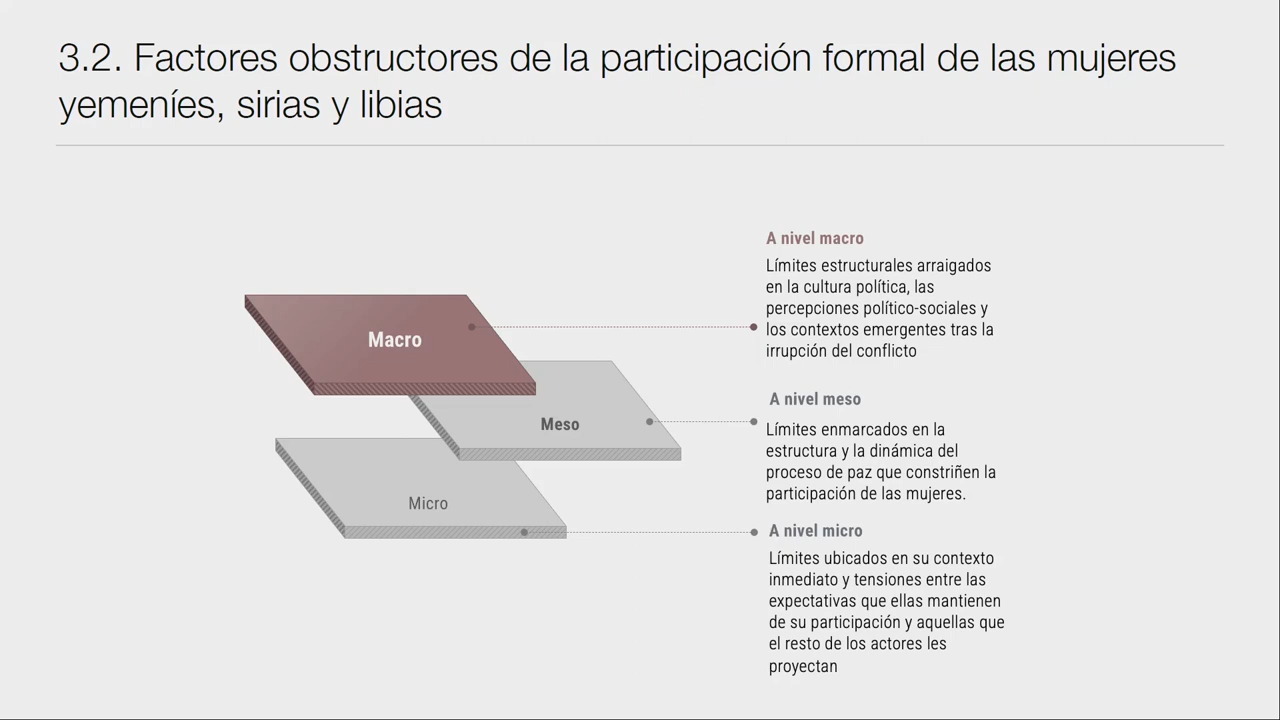 3.2. Factores obstructores de la participación formal de las mujeres
yemeníes, sirias y libias
Macro
Meso
Micro
A nivel macro
Límites estructurales arraigados
en la cultura política, las
percepciones político-sociales y
los contextos emergentes tras la
irrupción del conflicto
A nivel meso
Límites enmarcados en la
estructura y la dinámica del
proceso de paz que constriñen la
participación de las mujeres.
A nivel micro
Límites ubicados en su contexto
inmediato y tensiones entre las
expectativas que ellas mantienen
de su participación y aquellas que
el resto de los actores les
proyectan